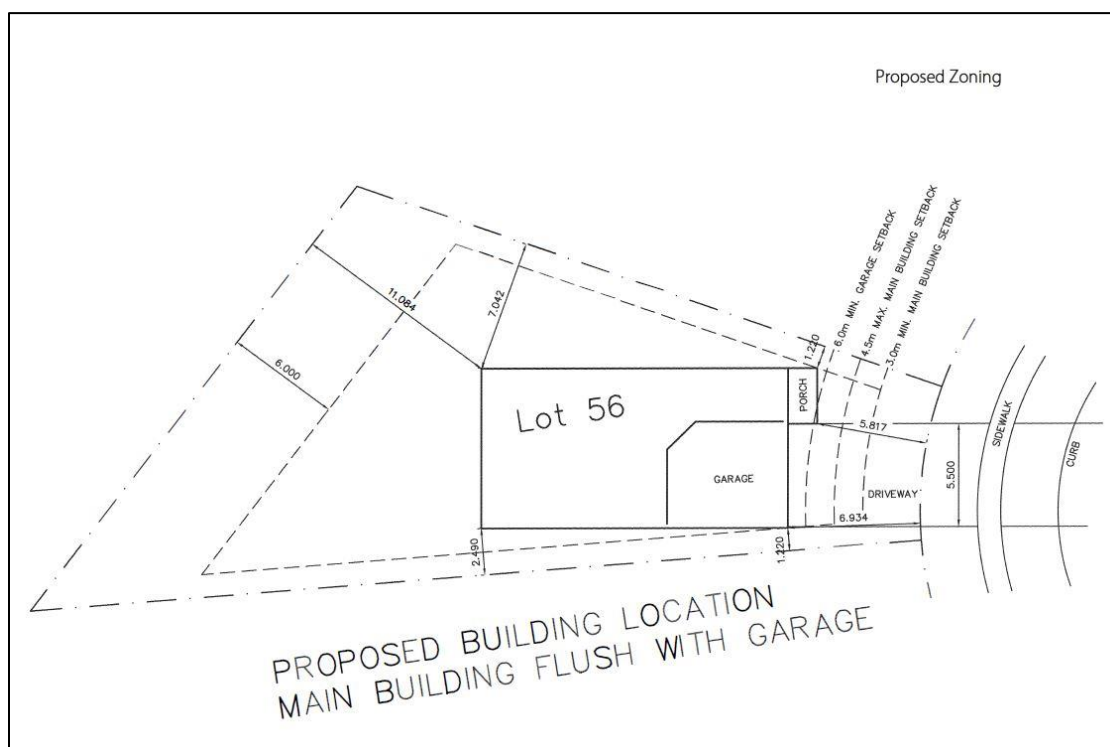 Proposed Zoning
6.0m MIN. GARAGE SETBACK
4.5m MAX. MAIN BUILDING SETBACK
3.0m MIN. MAIN BUILDING SETBACK
11.084
7.042
1.220
6.000
Lot 56
PORCH
5.817
SIDEWALK
CURB
5.500
GARAGE
DRIVEWAY
6.934
2.490
1.220
PROPOSED BUILDING LOCATION
MAIN BUILDING FLUSH WITH GARAGE